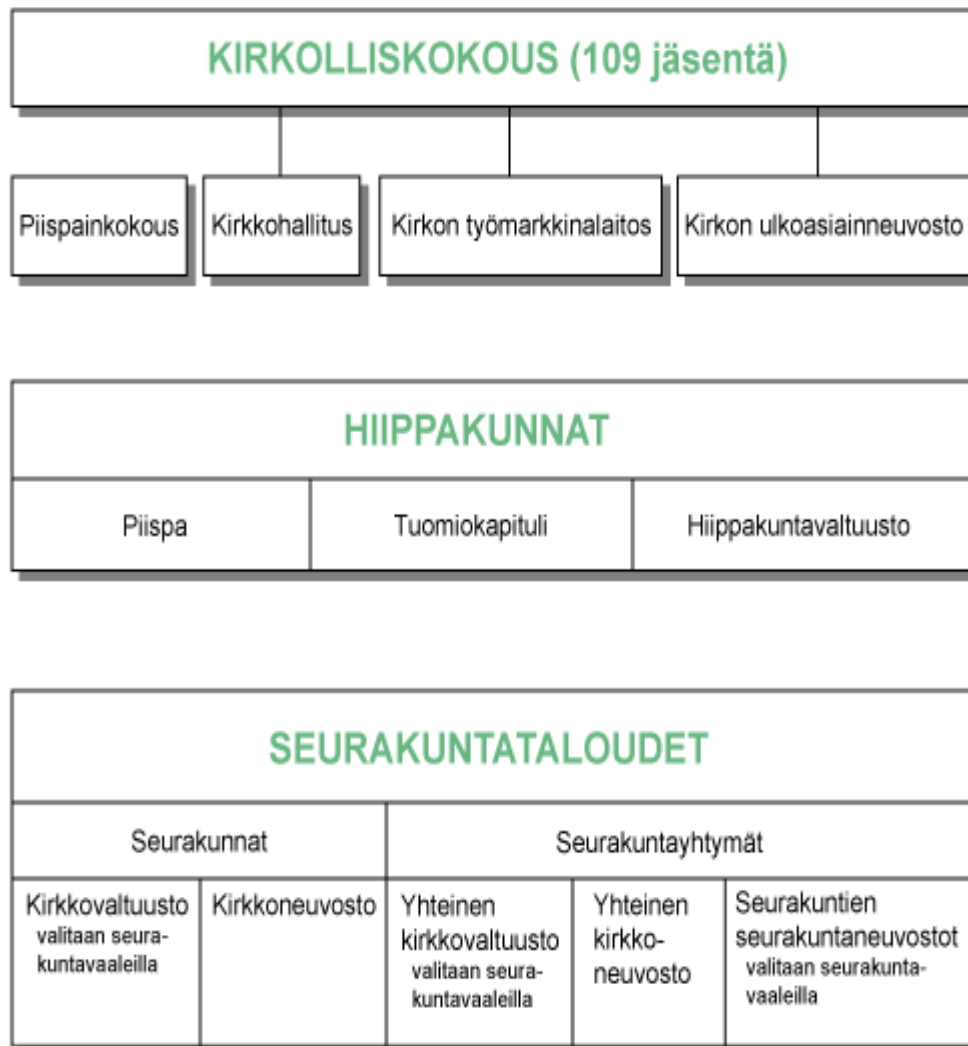 KIRKOLLISKOKOUS (109 jäsentä)
Piispainkokous
Kirkkohallitus
Kirkon työmarkkinalaitos
Kirkon ulkoasiainneuvosto
HIIPPAKUNNAT
Piispa
Tuomiokapituli
Hiippakuntavaltuusto
SEURAKUNTATALOUDET
Seurakunnat
Seurakuntayhtymät
Kirkkovaltuusto
valitaan seura-
kuntavaaleilla
Kirkkoneuvosto
Yhteinen
kirkkovaltuusto
valitaan seura-
kuntavaaleilla
Yhteinen
kirkko-
neuvosto
Seurakuntien
seurakuntaneuvostot
valitaan seurakunta-
vaaleilla